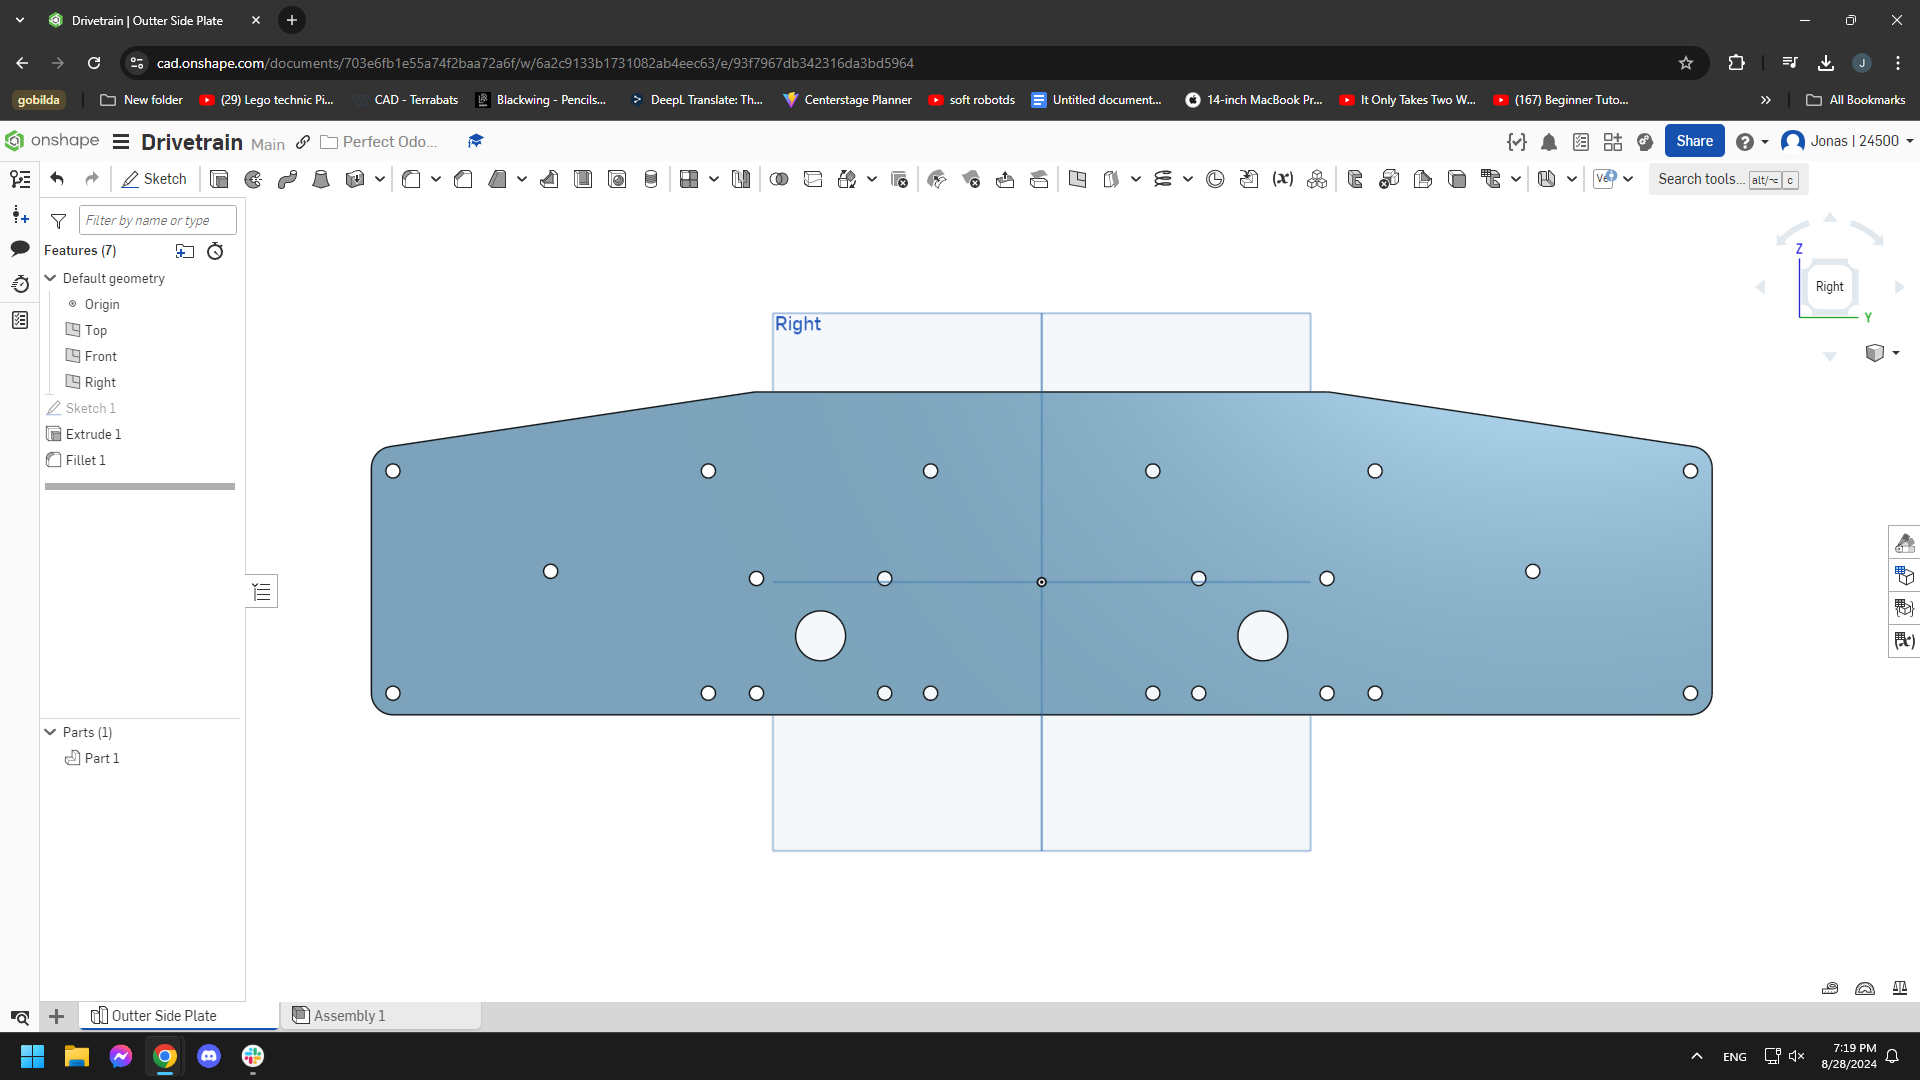 Drivetrain | Outter Side Plate
cad.onshape.com/documents/703e6fb1e55a74f2baa72a6f/w/6a2c9133b1731082ab4eec63/e/93f7967db342316da3bd5964
J
gobilda
New folder
(29) Lego technic Pi...
CAD - Terrabats
Blackwing - Pencils...
DeepL Translate: Th...
Centerstage Planner
soft robotds
Untitled document...
14-inch MacBook Pr...
It Only Takes Two W...
(167) Beginner Tuto...
All Bookmarks
onshape
Drivetrain Main
Perfect Odo...
Share
Jonas | 24500
Sketch
Search tools... alt/⌥ c
Filter by name or type
Features (7)
Default geometry
Origin
Top
Front
Right
Sketch 1
Extrude 1
Fillet 1
Parts (1)
Part 1
Right
Z
Right
Y
Outter Side Plate
Assembly 1
ENG
7:19 PM
8/28/2024